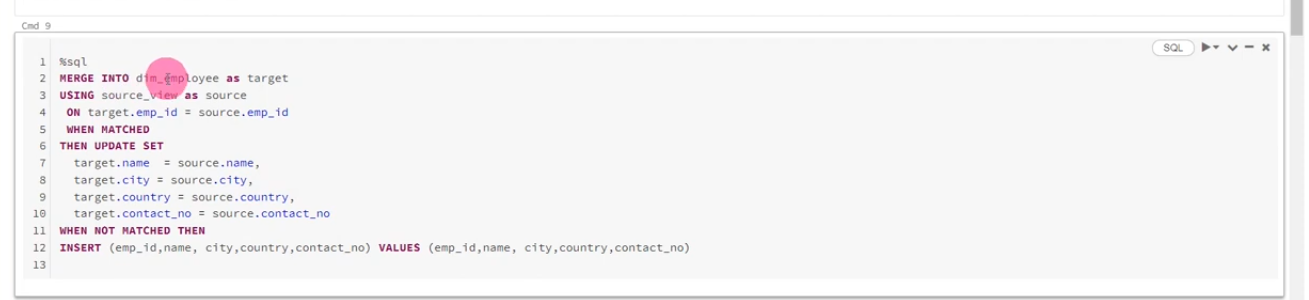 Cmd 9
SQL
1 %sql
2 MERGE INTO dim_employee as target
3 USING source_view as source
4  ON target.emp_id = source.emp_id
5  WHEN MATCHED
6 THEN UPDATE SET
7   target.name  = source.name,
8   target.city = source.city,
9   target.country = source.country,
10   target.contact_no = source.contact_no
11 WHEN NOT MATCHED THEN
12 INSERT (emp_id,name, city,country,contact_no) VALUES (emp_id,name, city,country,contact_no)
13